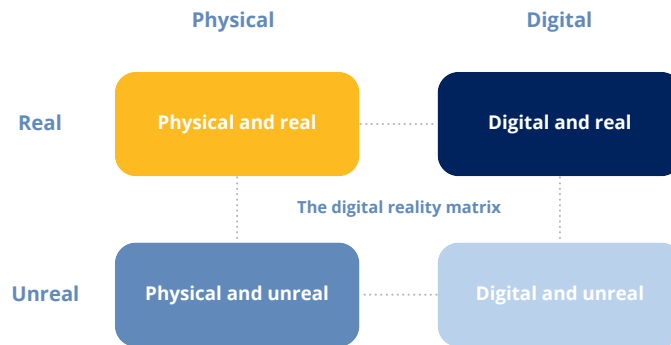 Physical
Digital
Real
Physical and real
Digital and real
The digital reality matrix
Unreal
Physical and unreal
Digital and unreal